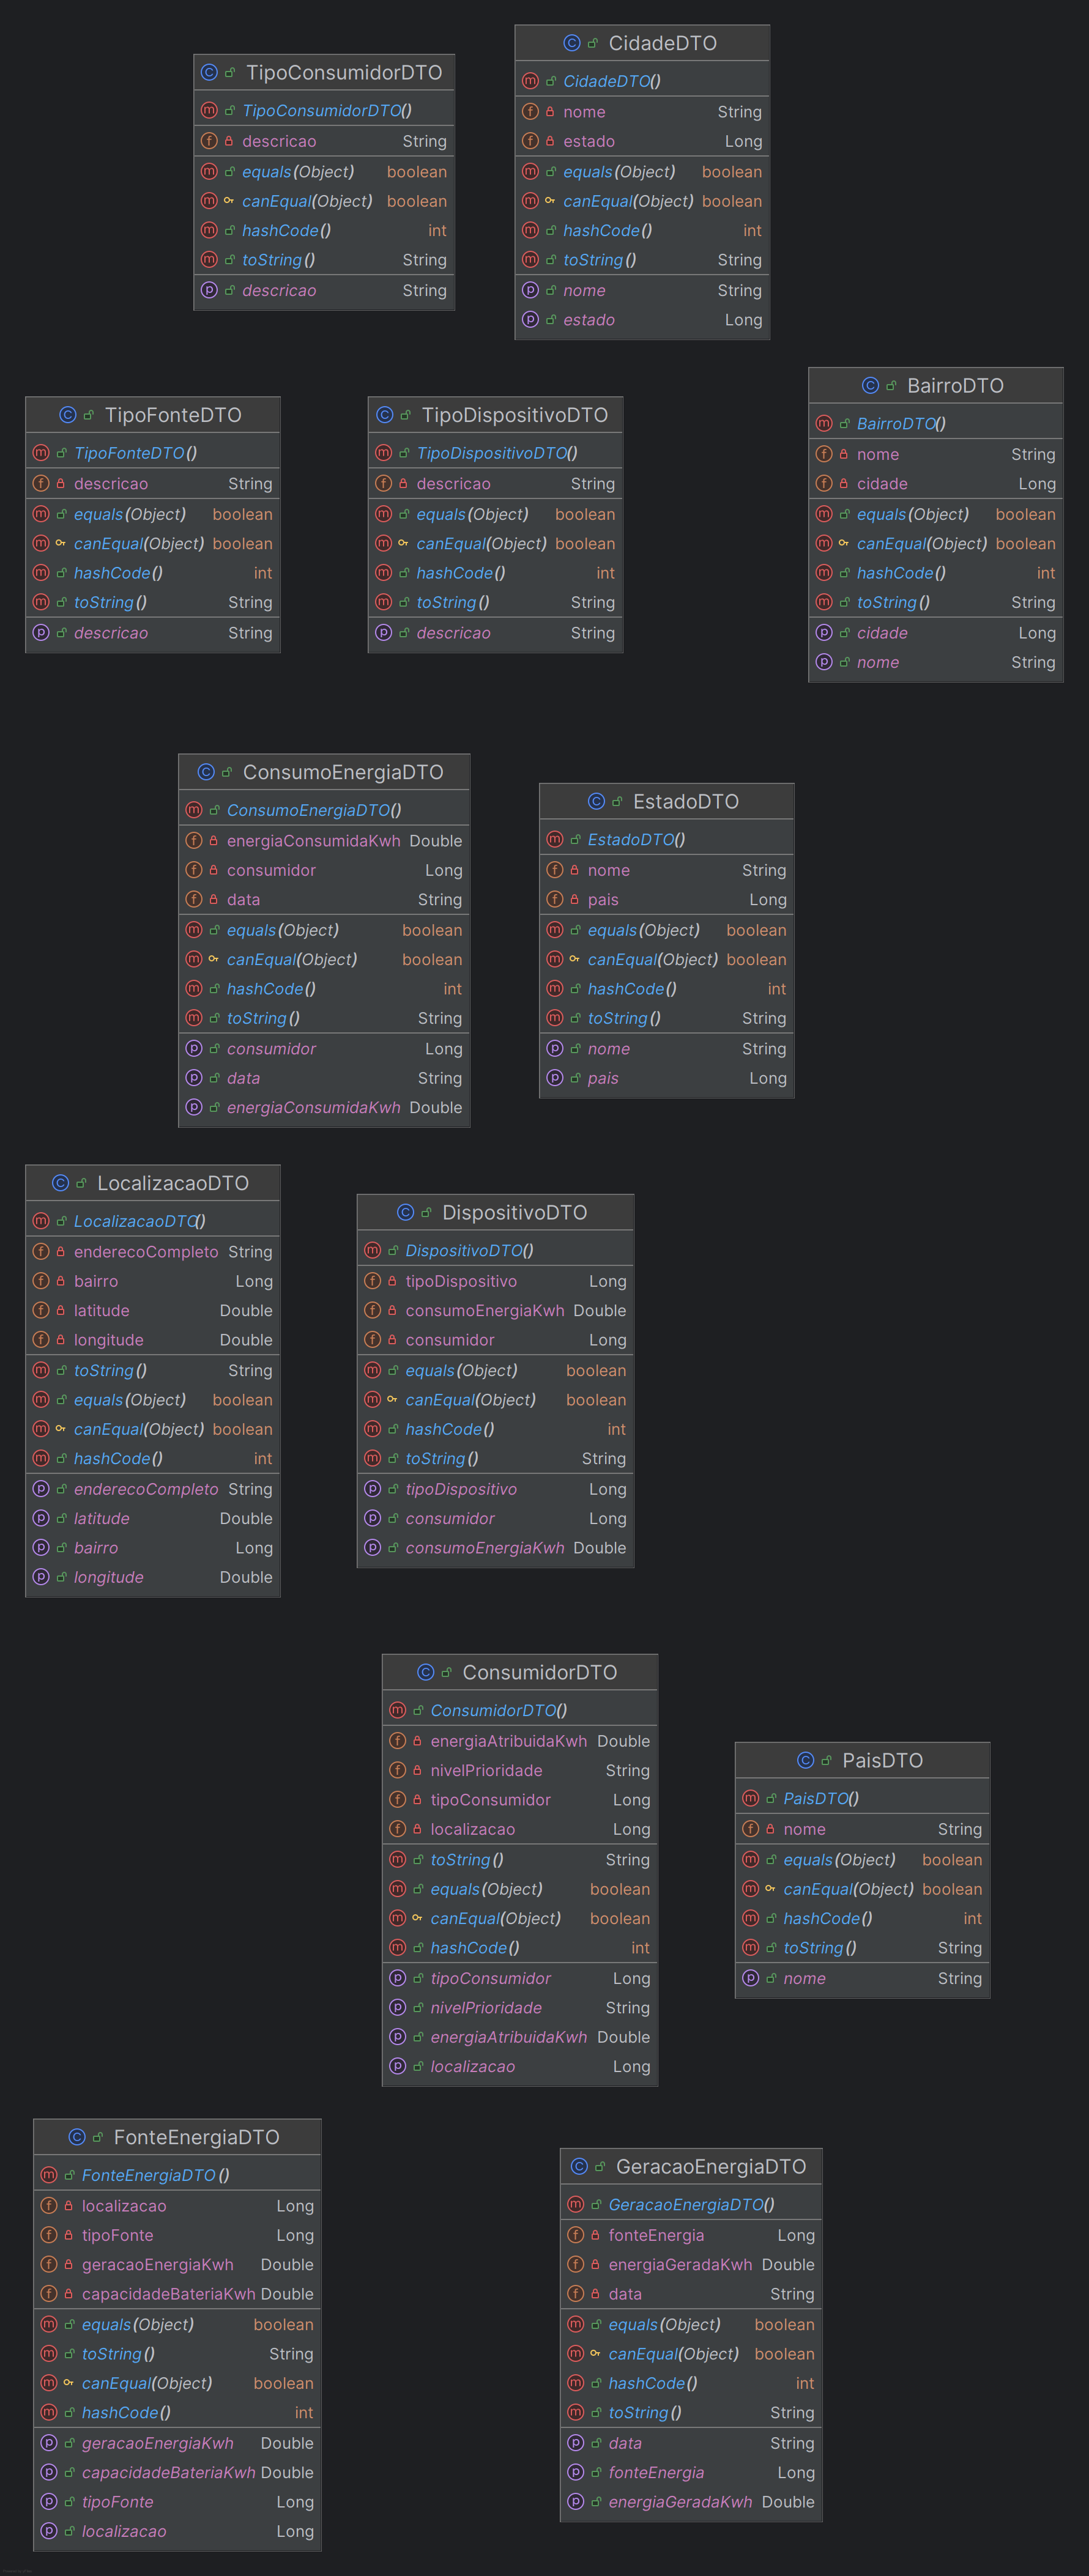 TipoConsumidorDTO
TipoConsumidorDTO()
descricao String
equals(Object) boolean
canEqual(Object) boolean
hashCode() int
toString() String
descricao String
CidadeDTO
CidadeDTO()
nome String
estado Long
equals(Object) boolean
canEqual(Object) boolean
hashCode() int
toString() String
nome String
estado Long
TipoFonteDTO
TipoFonteDTO()
descricao String
equals(Object) boolean
canEqual(Object) boolean
hashCode() int
toString() String
descricao String
TipoDispositivoDTO
TipoDispositivoDTO()
descricao String
equals(Object) boolean
canEqual(Object) boolean
hashCode() int
toString() String
descricao String
BairroDTO
BairroDTO()
nome String
cidade Long
equals(Object) boolean
canEqual(Object) boolean
hashCode() int
toString() String
cidade Long
nome String
ConsumoEnergiaDTO
ConsumoEnergiaDTO()
energiaConsumidaKwh Double
consumidor Long
data String
equals(Object) boolean
canEqual(Object) boolean
hashCode() int
toString() String
consumidor Long
data String
energiaConsumidaKwh Double
EstadoDTO
EstadoDTO()
nome String
pais Long
equals(Object) boolean
canEqual(Object) boolean
hashCode() int
toString() String
nome String
pais Long
LocalizacaoDTO
LocalizacaoDTO()
enderecoCompleto String
bairro Long
latitude Double
longitude Double
toString() String
equals(Object) boolean
canEqual(Object) boolean
hashCode() int
enderecoCompleto String
latitude Double
bairro Long
longitude Double
DispositivoDTO
DispositivoDTO()
tipoDispositivo Long
consumoEnergiaKwh Double
consumidor Long
equals(Object) boolean
canEqual(Object) boolean
hashCode() int
toString() String
tipoDispositivo Long
consumidor Long
consumoEnergiaKwh Double
ConsumidorDTO
ConsumidorDTO()
energiaAtribuidaKwh Double
nivelPrioridade String
tipoConsumidor Long
localizacao Long
toString() String
equals(Object) boolean
canEqual(Object) boolean
hashCode() int
tipoConsumidor Long
nivelPrioridade String
energiaAtribuidaKwh Double
localizacao Long
PaisDTO
PaisDTO()
nome String
equals(Object) boolean
canEqual(Object) boolean
hashCode() int
toString() String
nome String
FonteEnergiaDTO
FonteEnergiaDTO()
localizacao Long
tipoFonte Long
geracaoEnergiaKwh Double
capacidadeBateriaKwh Double
equals(Object) boolean
toString() String
canEqual(Object) boolean
hashCode() int
geracaoEnergiaKwh Double
capacidadeBateriaKwh Double
tipoFonte Long
localizacao Long
GeracaoEnergiaDTO
GeracaoEnergiaDTO()
fonteEnergia Long
energiaGeradaKwh Double
data String
equals(Object) boolean
canEqual(Object) boolean
hashCode() int
toString() String
data String
fonteEnergia Long
energiaGeradaKwh Double